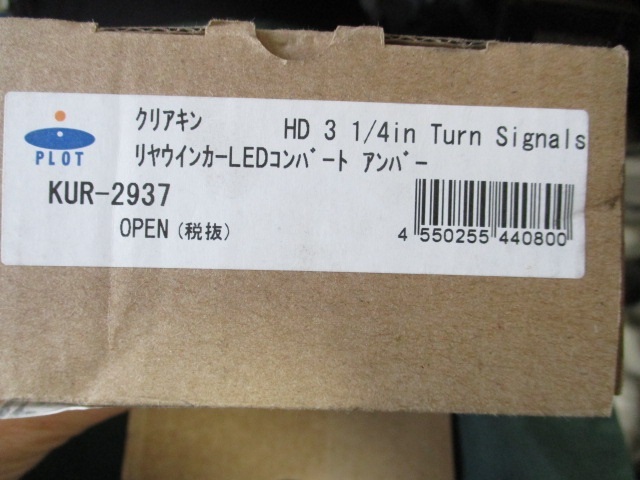 PLOT
クリアキン HD 3 1/4in Turn Signals
リヤウインカーLEDコンバート アンバー
KUR-2937
OPEN(税抜)
4 550255 440800